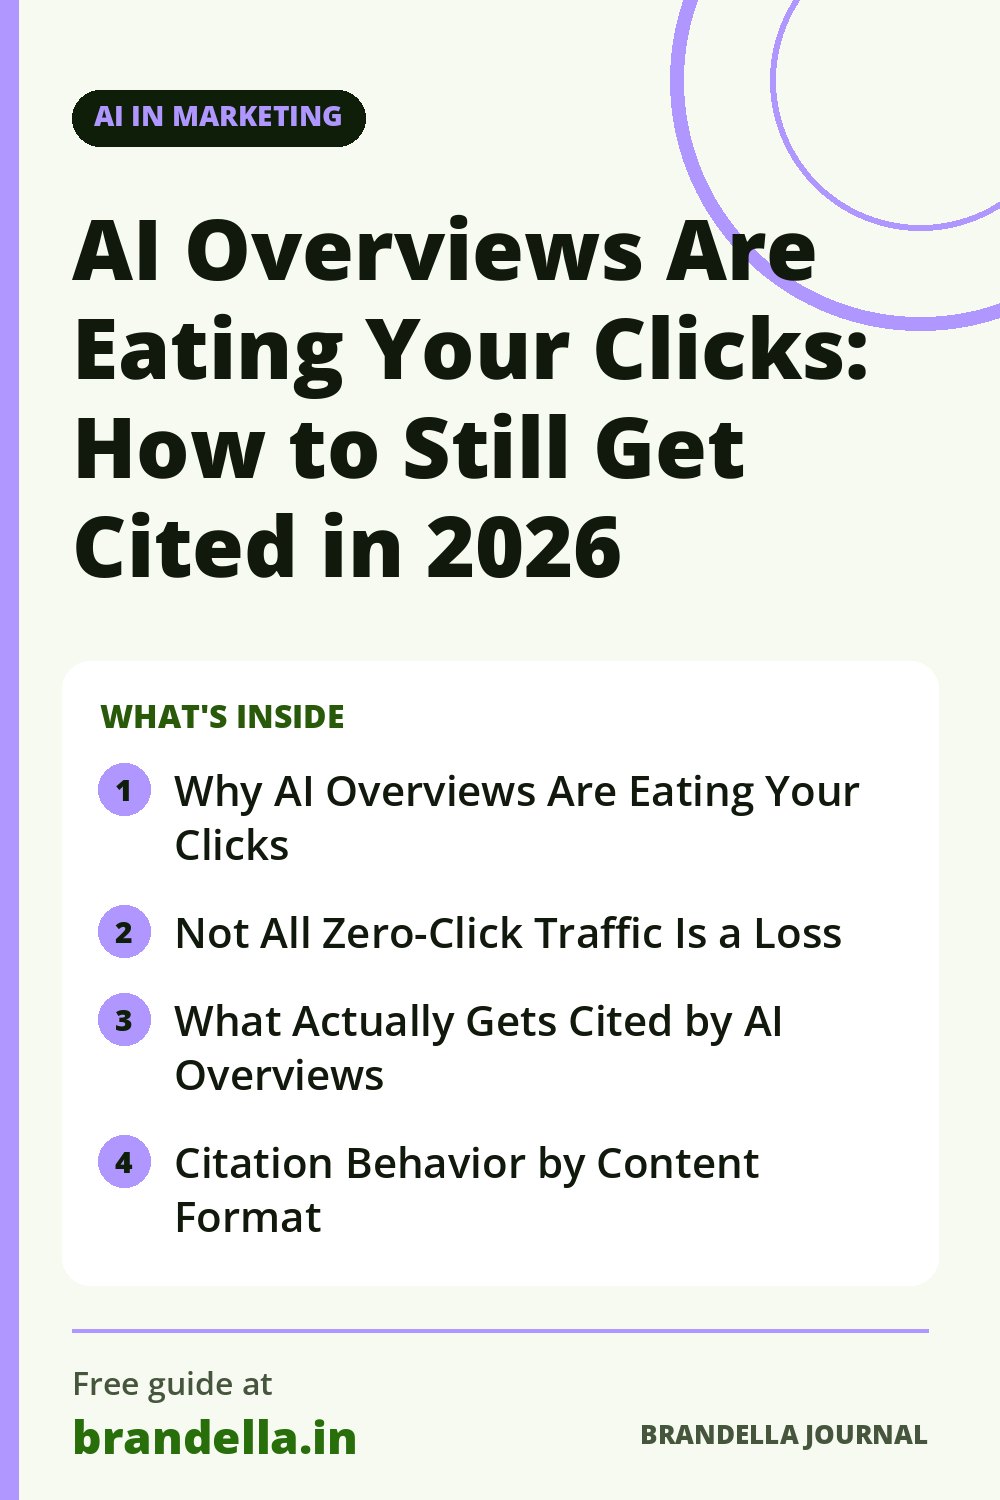 AI IN MARKETING
AI Overviews Are
Eating Your Clicks:
How to Still Get
Cited in 2026
WHAT'S INSIDE
1 Why AI Overviews Are Eating Your
Clicks
2 Not All Zero-Click Traffic Is a Loss
3 What Actually Gets Cited by AI
Overviews
4 Citation Behavior by Content
Format
Free guide at
brandella.in
BRANDELLA JOURNAL